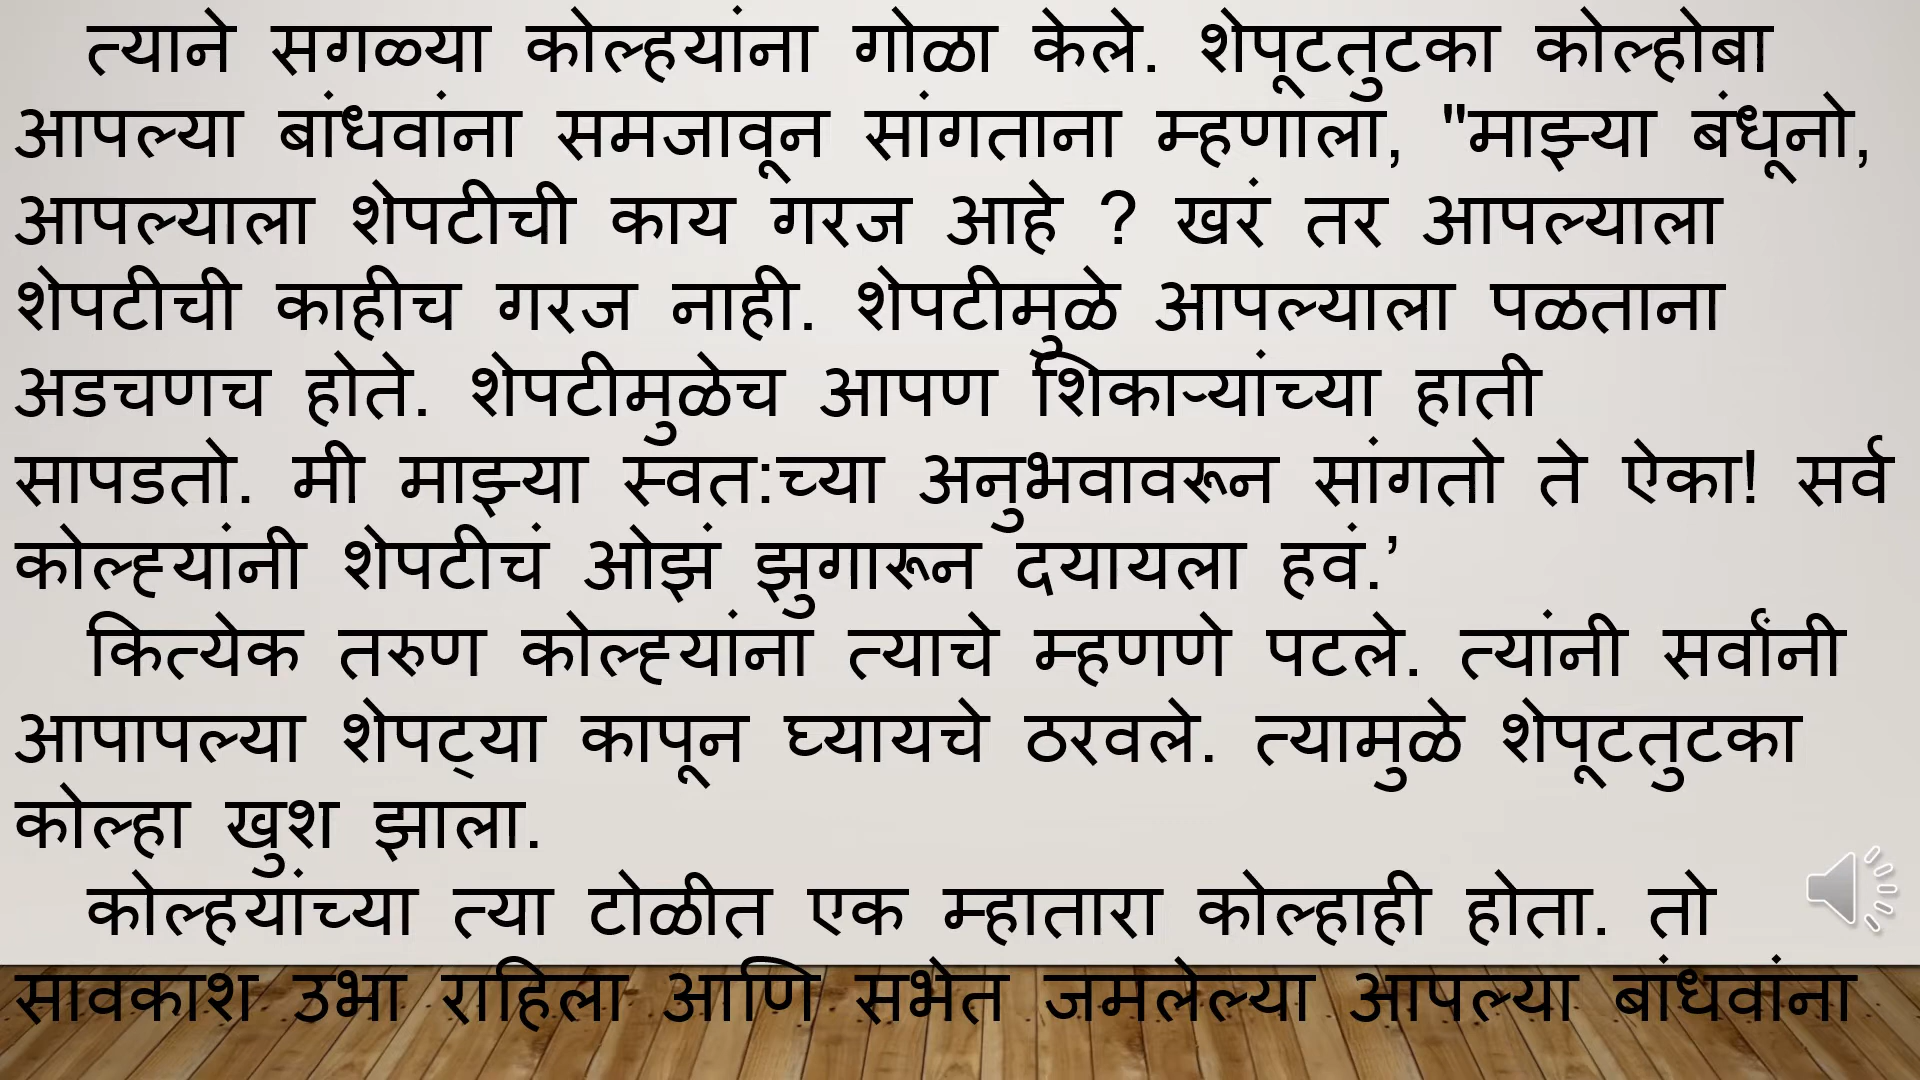 त्याने सगळ्या कोल्हयांना गोळा केले. शेपूटतुटका कोल्होबा
आपल्या बांधवांना समजावून सांगताना म्हणाला, "माझ्या बंधूनो,
आपल्याला शेपटीची काय गरज आहे ? खरं तर आपल्याला
शेपटीची काहीच गरज नाही. शेपटीमुळे आपल्याला पळताना
अडचणच होते. शेपटीमुळेच आपण शिकाऱ्यांच्या हाती
सापडतो. मी माझ्या स्वत:च्या अनुभवावरून सांगतो ते ऐका! सर्व
कोल्ह्यांनी शेपटीचं ओझं झुगारून दयायला हवं.’
कित्येक तरुण कोल्ह्यांना त्याचे म्हणणे पटले. त्यांनी सर्वांनी
आपापल्या शेपट्या कापून घ्यायचे ठरवले. त्यामुळे शेपूटतुटका
कोल्हा खुश झाला.
कोल्हयांच्या त्या टोळीत एक म्हातारा कोल्हाही होता. तो
सावकाश उभा राहिला आणि सभेत जमलेल्या आपल्या बांधवांना